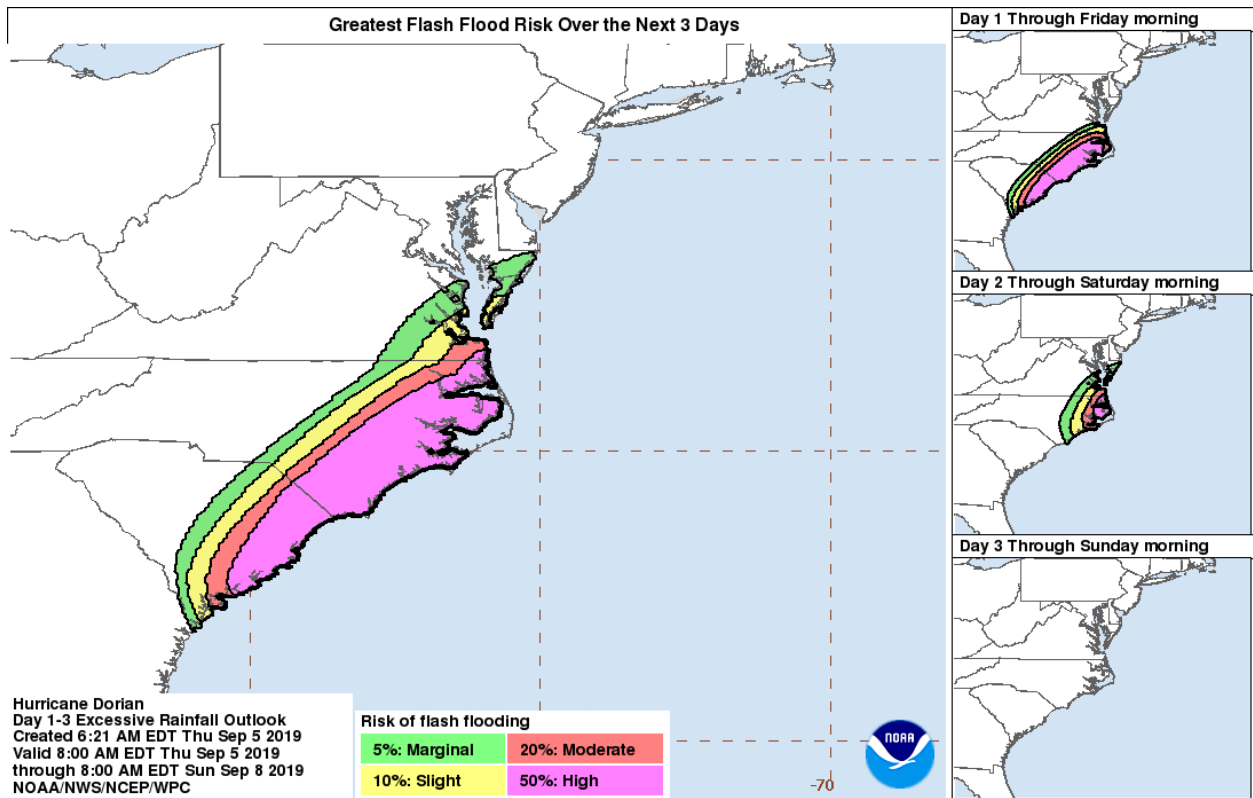 Greatest Flash Flood Risk Over the Next 3 Days
Day 1 Through Friday morning
Day 2 Through Saturday morning
Day 3 Through Sunday morning
-70
Hurricane Dorian
Day 1-3 Excessive Rainfall Outlook
Created 6:21 AM EDT Thu Sep 5 2019
Valid 8:00 AM EDT Thu Sep 5 2019
through 8:00 AM EDT Sun Sep 8 2019
NOAA/NWS/NCEP/WPC
Risk of flash flooding
5%: Marginal
20%: Moderate
10%: Slight
50%: High
NOAA